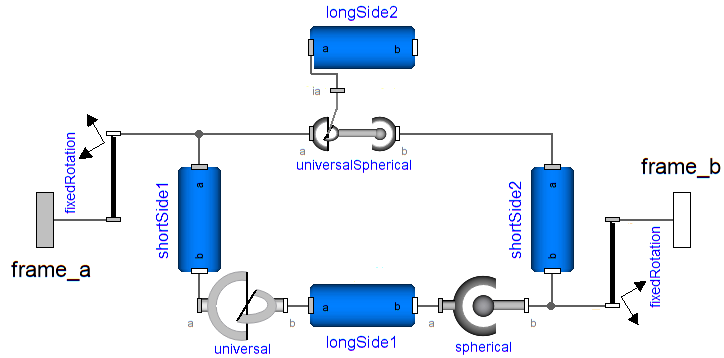 longSide2
a
b
ia
a
b
universalSpherical
fixedRotation
frame_a
shortSide1
a
b
shortSide2
a
b
frame_b
fixedRotation
a
b
universal
a
b
longSide1
a
b
spherical